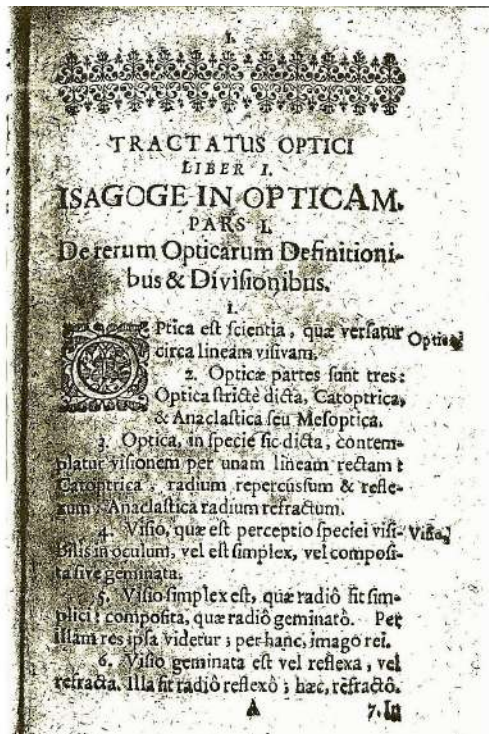 1.
TRACTATUS OPTICI
LIBER I.
ISAGOGE IN OPTICAM.
PARS I.
De rerum Opticarum Definitioni-
bus & Divisionibus.
1.
OPtica est scientia, quæ versatur
circa lineam visivam.
Optica
2. Opticæ partes sunt tres:
Optica strictè dicta, Catoptrica,
& Anaclastica seu Mesoptica.
3. Optica, in specie sic dicta, contem-
platur visionem per unam lineam rectam:
Catoptrica, radium repercussum & refle-
xum; Anaclastica radium refractum.
4. Visio, quæ est perceptio speciei visi-
bilis in oculum, vel est simplex, vel composi-
ta sive geminata.
Visio.
5. Visio simplex est, quæ radiô fit sim-
plici; composita, quæ radiô geminatô. Per
illam res ipsa videtur; per hanc, imago rei.
6. Visio geminata est vel reflexa, vel
refracta. Illa fit radiô reflexô; hæc, refractô.
A
7. In